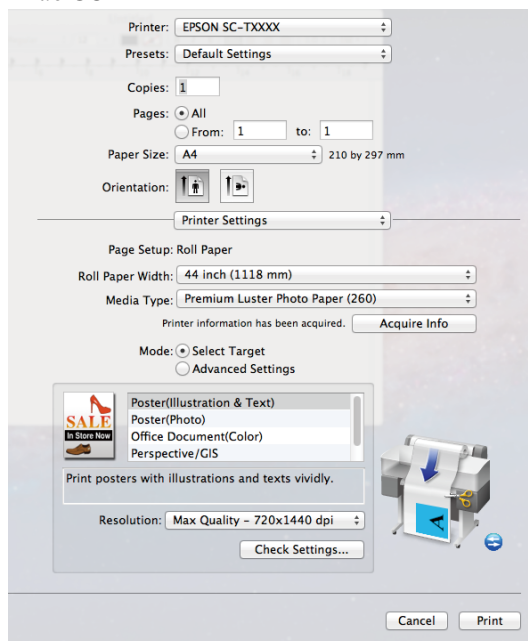 Printer: EPSON SC-TXXXX
Presets: Default Settings
Copies: 1
Pages: All
From: 1 to: 1
Paper Size: A4 210 by 297 mm
Orientation:
Printer Settings
Page Setup: Roll Paper
Roll Paper Width: 44 inch (1118 mm)
Media Type: Premium Luster Photo Paper (260)
Printer information has been acquired. Acquire Info
Mode: Select Target
Advanced Settings
SALE
In Store Now
Poster(Illustration & Text)
Poster(Photo)
Office Document(Color)
Perspective/GIS
Print posters with illustrations and texts vividly.
Resolution: Max Quality - 720x1440 dpi
Check Settings...
A
Cancel Print